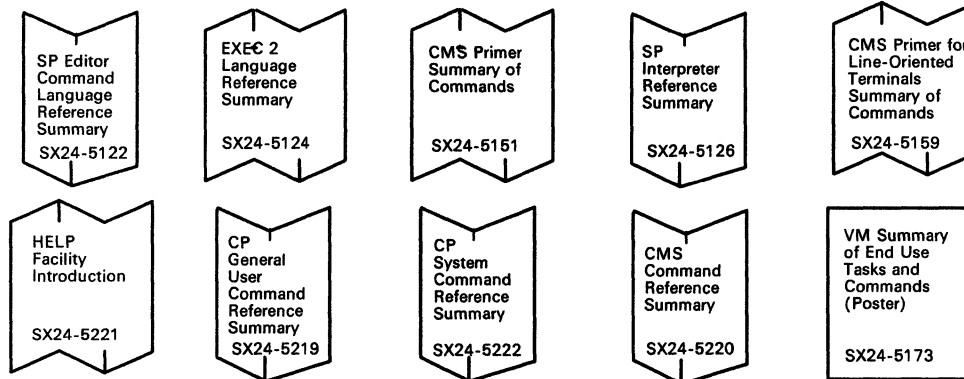 SP Editor
Command
Language
Reference
Summary
SX24-5122
EXEC 2
Language
Reference
Summary
SX24-5124
CMS Primer
Summary of
Commands
SX24-5151
SP
Interpreter
Reference
Summary
SX24-5126
CMS Primer for
Line-Oriented
Terminals
Summary of
Commands
SX24-5159
HELP
Facility
Introduction
SX24-5221
CP
General
User
Command
Reference
Summary
SX24-5219
CP
System
Command
Reference
Summary
SX24-5222
CMS
Command
Reference
Summary
SX24-5220
VM Summary
of End Use
Tasks and
Commands
(Poster)
SX24-5173